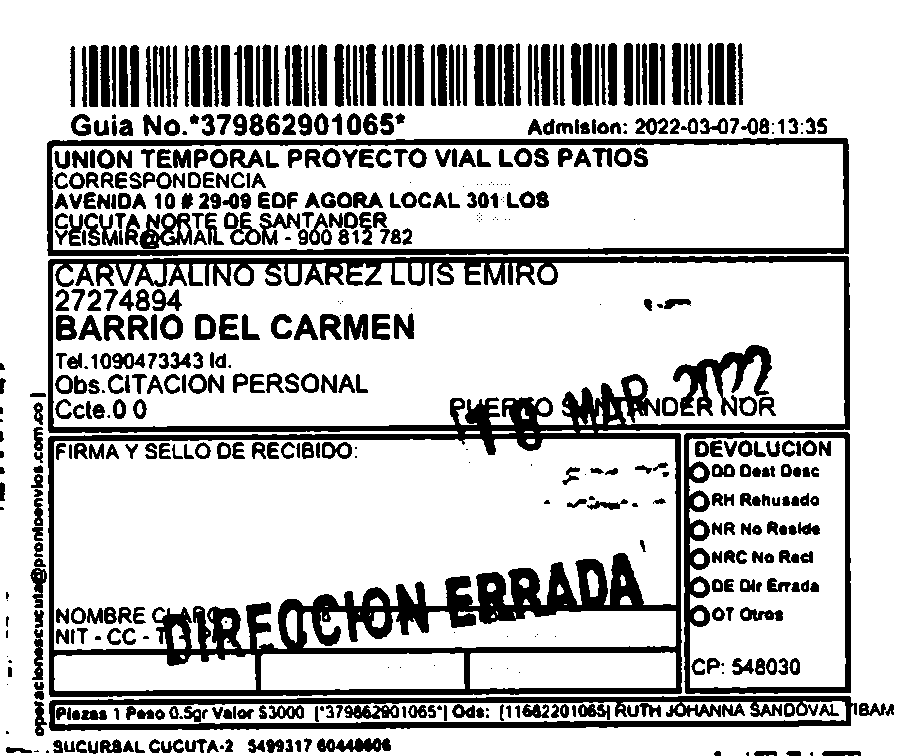 Guia No.*379862901065*
Admision: 2022-03-07-08:13:35
UNION TEMPORAL PROYECTO VIAL LOS PATIOS
CORRESPONDENCIA
AVENIDA 10 # 29-09 EDF AGORA LOCAL 301 LOS
CUCUTA NORTE DE SANTANDER
YEISMIR@GMAIL COM - 900 812 782
CARVAJALINO SUAREZ LUIS EMIRO
27274894
BARRIO DEL CARMEN
Tel.1090473343 Id.
Obs.CITACION PERSONAL
Ccte.0 0
PUERTO SANTANDER NOR
18 MAR 2022
FIRMA Y SELLO DE RECIBIDO:
DIRECCION ERRADA
NOMBRE CLARO
NIT - CC -
DEVOLUCION
DD Dest Desc
RH Rehusado
NR No Reside
NRC No Recl
DE Dir Errada
OT Otros
CP: 548030
operacionescucuta@prontoenvios.com.co
Piezas 1 Peso 0.5gr Valor $3000 [*379862901065*] Ods: [11682201065] RUTH JOHANNA SANDOVAL TIBAM
SUCURSAL CUCUTA-2 5499317 60448606